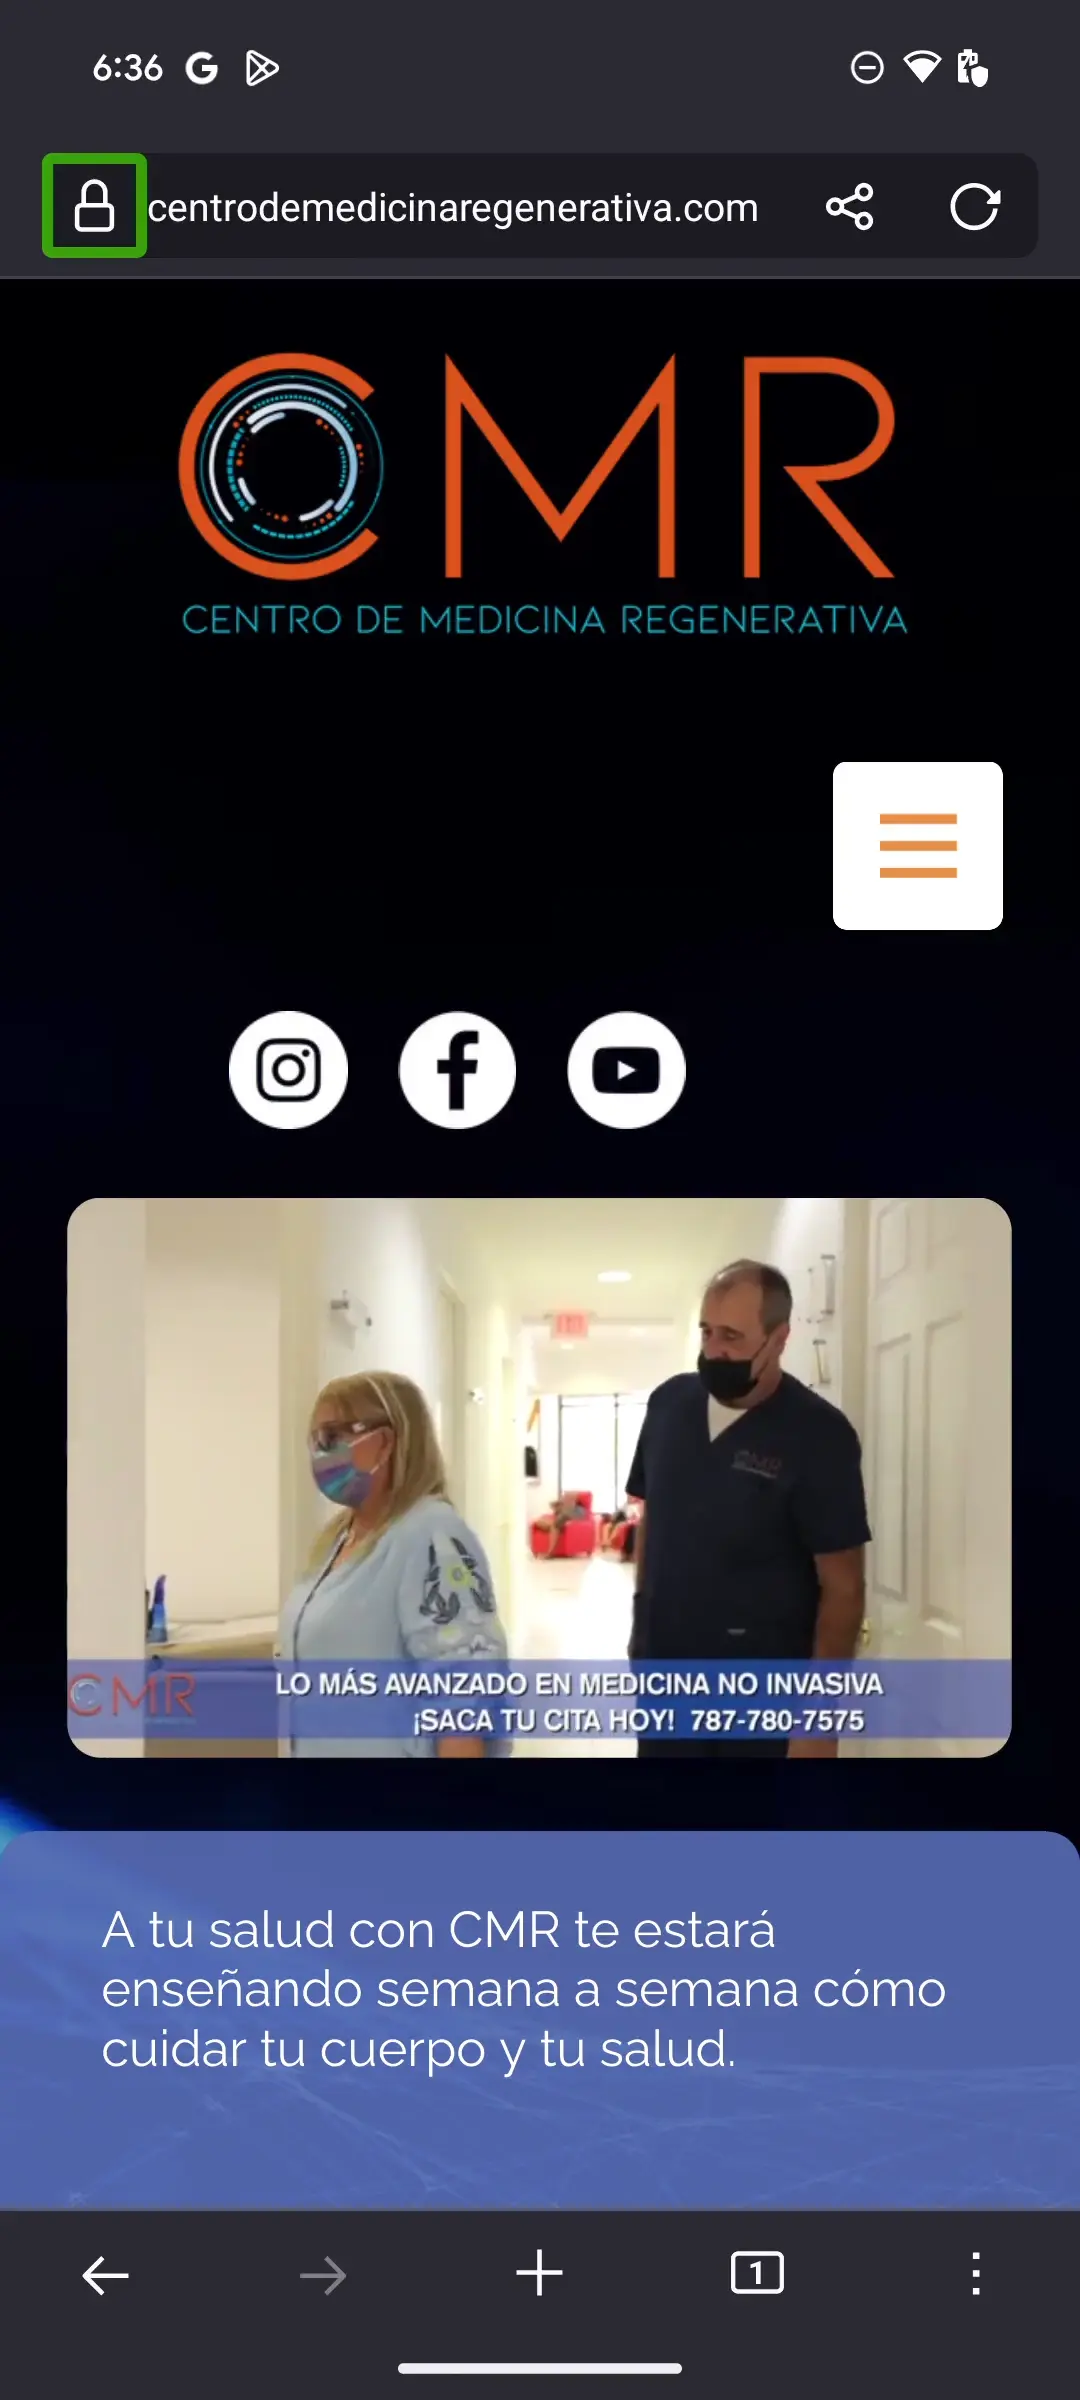 6:36
centrodemedicinaregenerativa.com
CMR
CENTRO DE MEDICINA REGENERATIVA
CMR
CMR
LO MÁS AVANZADO EN MEDICINA NO INVASIVA
¡SACA TU CITA HOY! 787-780-7575
A tu salud con CMR te estará
enseñando semana a semana cómo
cuidar tu cuerpo y tu salud.
1